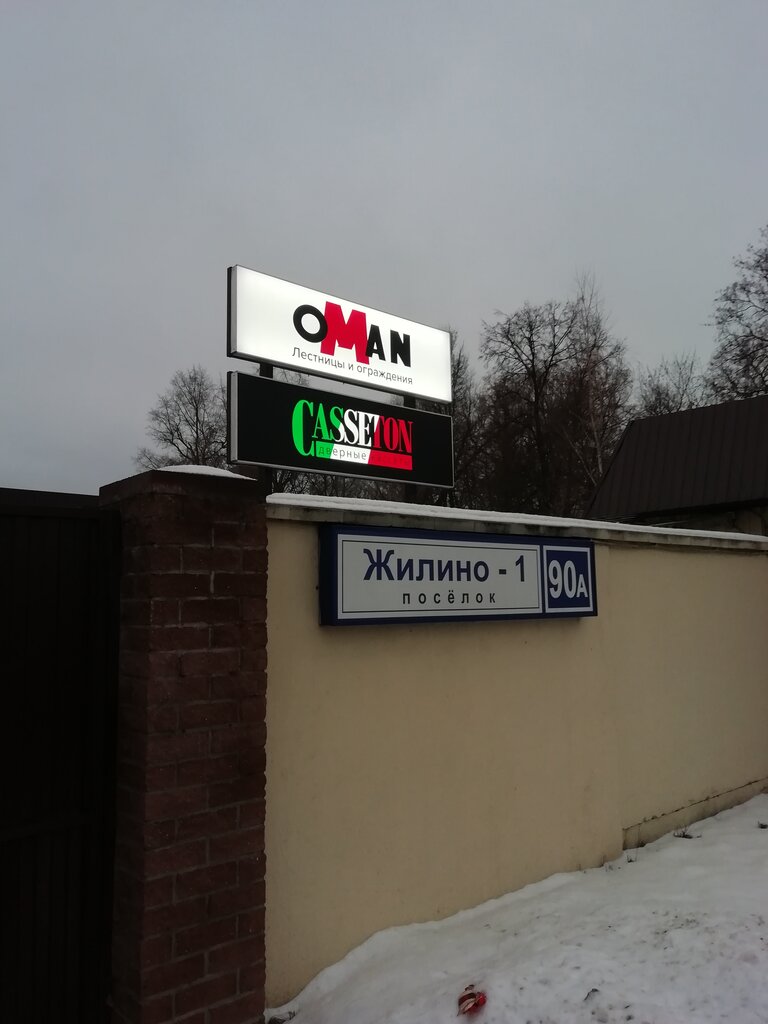 OMAN
Лестницы и ограждения
CASSETON
дверные
Жилино - 1
посёлок
90А